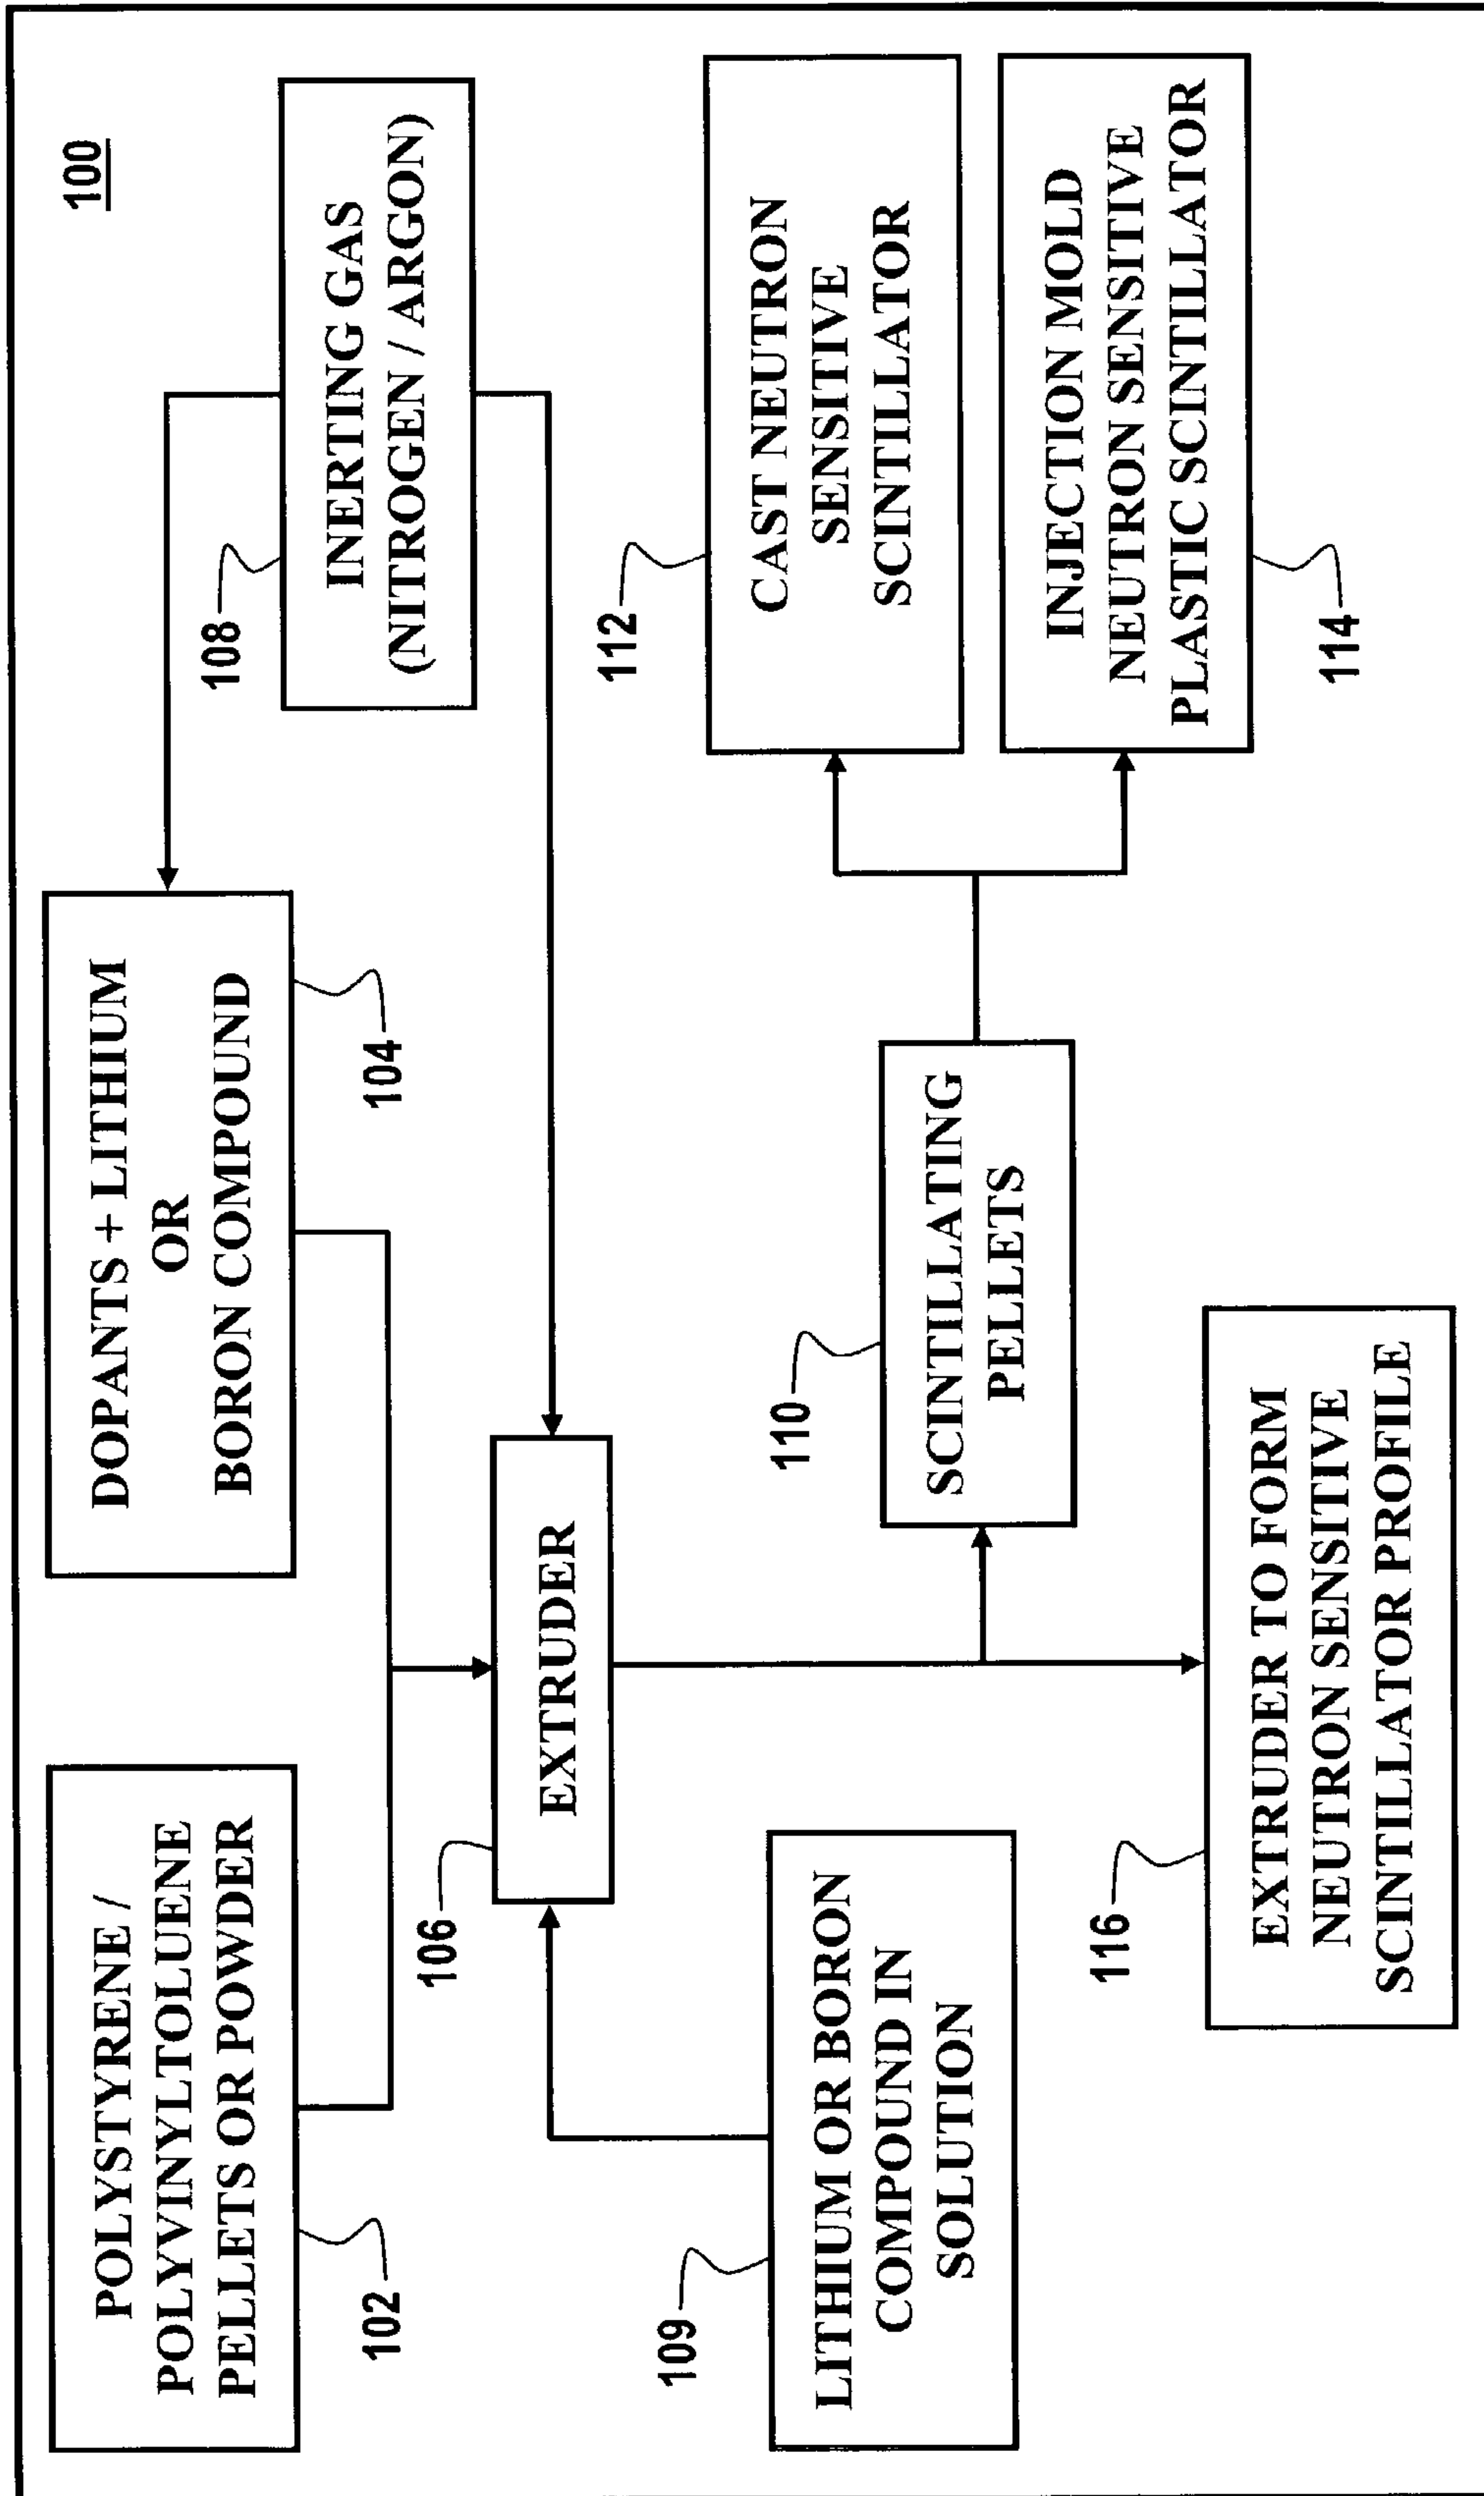 100
POLYSTYRENE /
POLYVINYLTOLUENE
PELLETS OR POWDER
102
DOPANTS + LITHIUM
OR
BORON COMPOUND
104
INERTING GAS
(NITROGEN / ARGON)
108
106
EXTRUDER
109
LITHIUM OR BORON
COMPOUND IN
SOLUTION
110
SCINTILLATING
PELLETS
112
CAST NEUTRON
SENSITIVE
SCINTILLATOR
INJECTION MOLD
NEUTRON SENSITIVE
PLASTIC SCINTILLATOR
114
116
EXTRUDER TO FORM
NEUTRON SENSITIVE
SCINTILLATOR PROFILE